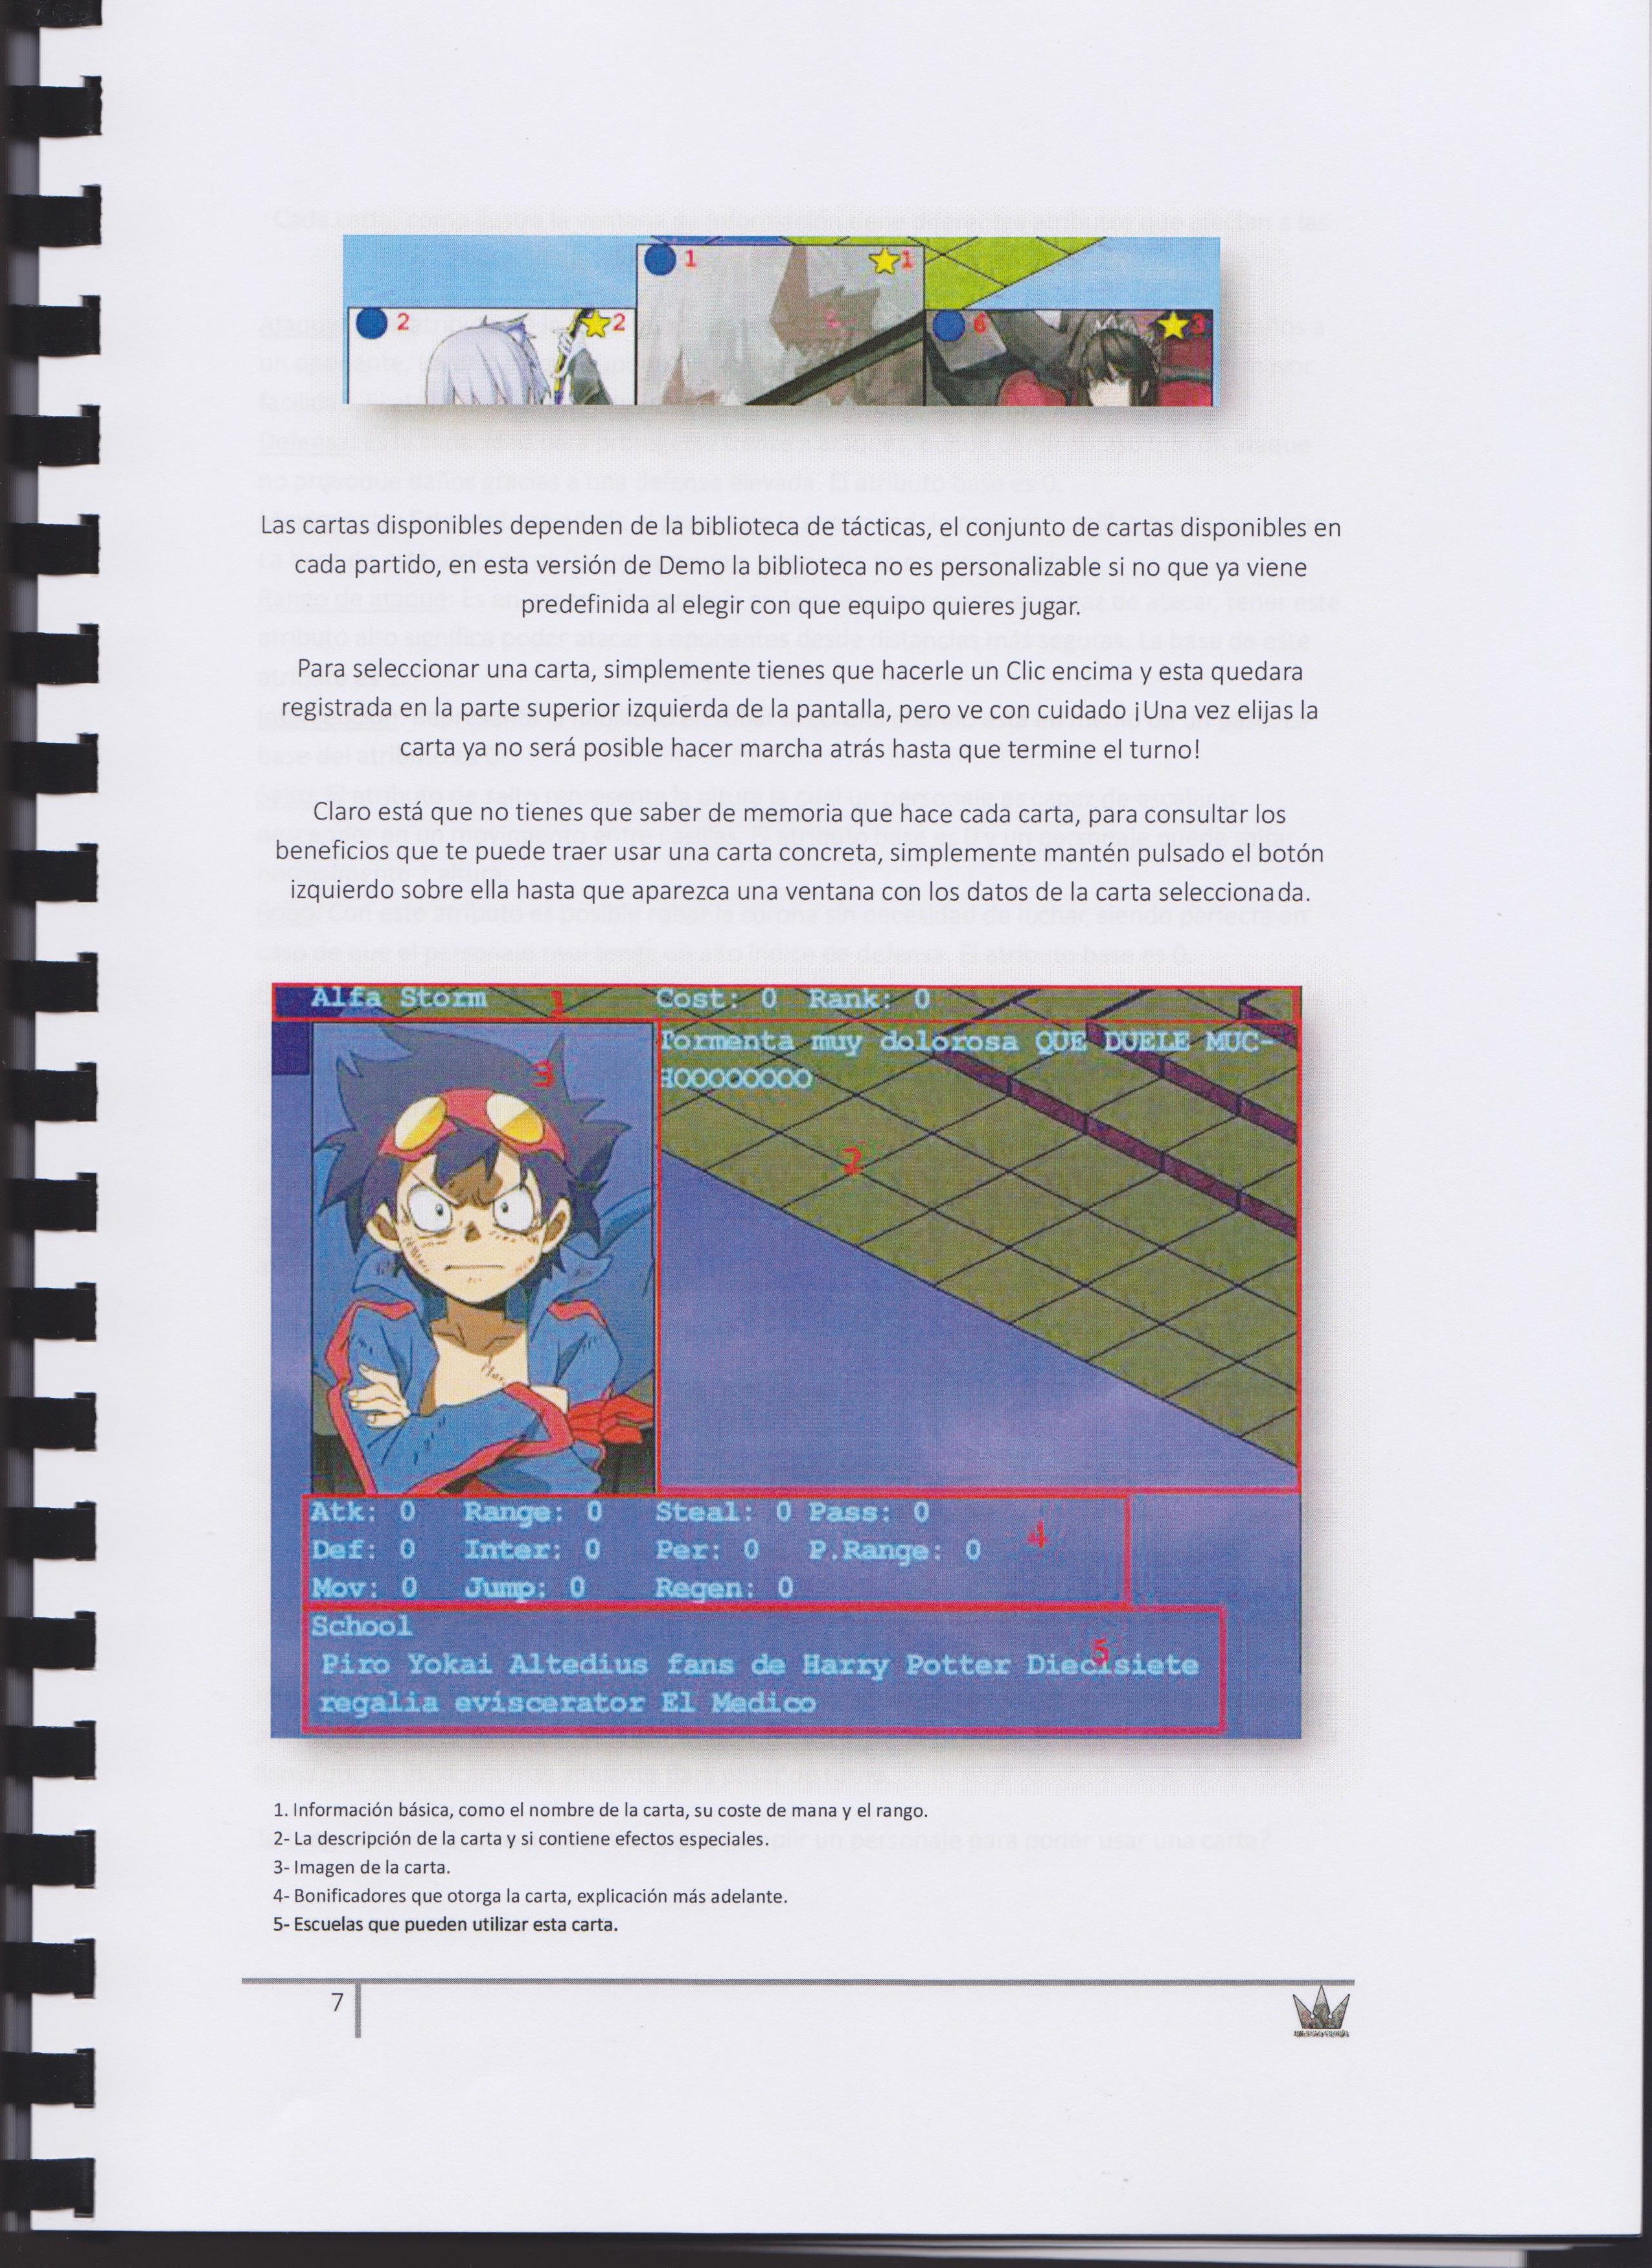 1 1
2 2 6 3
Las cartas disponibles dependen de la biblioteca de tácticas, el conjunto de cartas disponibles en
cada partido, en esta versión de Demo la biblioteca no es personalizable si no que ya viene
predefinida al elegir con que equipo quieres jugar.
Para seleccionar una carta, simplemente tienes que hacerle un Clic encima y esta quedara
registrada en la parte superior izquierda de la pantalla, pero ve con cuidado ¡Una vez elijas la
carta ya no será posible hacer marcha atrás hasta que termine el turno!
Claro está que no tienes que saber de memoria que hace cada carta, para consultar los
beneficios que te puede traer usar una carta concreta, simplemente mantén pulsado el botón
izquierdo sobre ella hasta que aparezca una ventana con los datos de la carta seleccionada.
Alfa Storm 1 Cost: 0 Rank: 0
Tormenta muy dolorosa QUE DUELE MUC-
HOOOOOOOO
3
2
Atk: 0 Range: 0 Steal: 0 Pass: 0
4
Def: 0 Inter: 0 Per: 0 P.Range: 0
Mov: 0 Jump: 0 Regen: 0
School
5
Piro Yokai Altedius fans de Harry Potter Diecisiete
regalia eviscerator El Medico
1. Información básica, como el nombre de la carta, su coste de mana y el rango.
2- La descripción de la carta y si contiene efectos especiales.
3- Imagen de la carta.
4- Bonificadores que otorga la carta, explicación más adelante.
5- Escuelas que pueden utilizar esta carta.
7